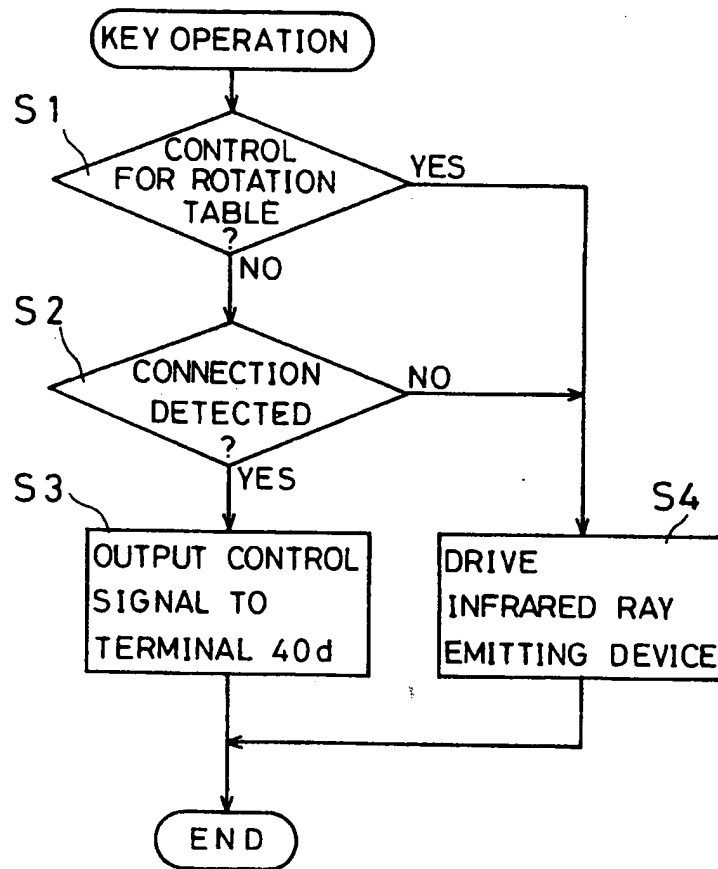 KEY OPERATION
S1
CONTROL
FOR ROTATION
TABLE
?
YES
NO
S2
CONNECTION
DETECTED
?
NO
YES
S3
OUTPUT CONTROL
SIGNAL TO
TERMINAL 40d
S4
DRIVE
INFRARED RAY
EMITTING DEVICE
END